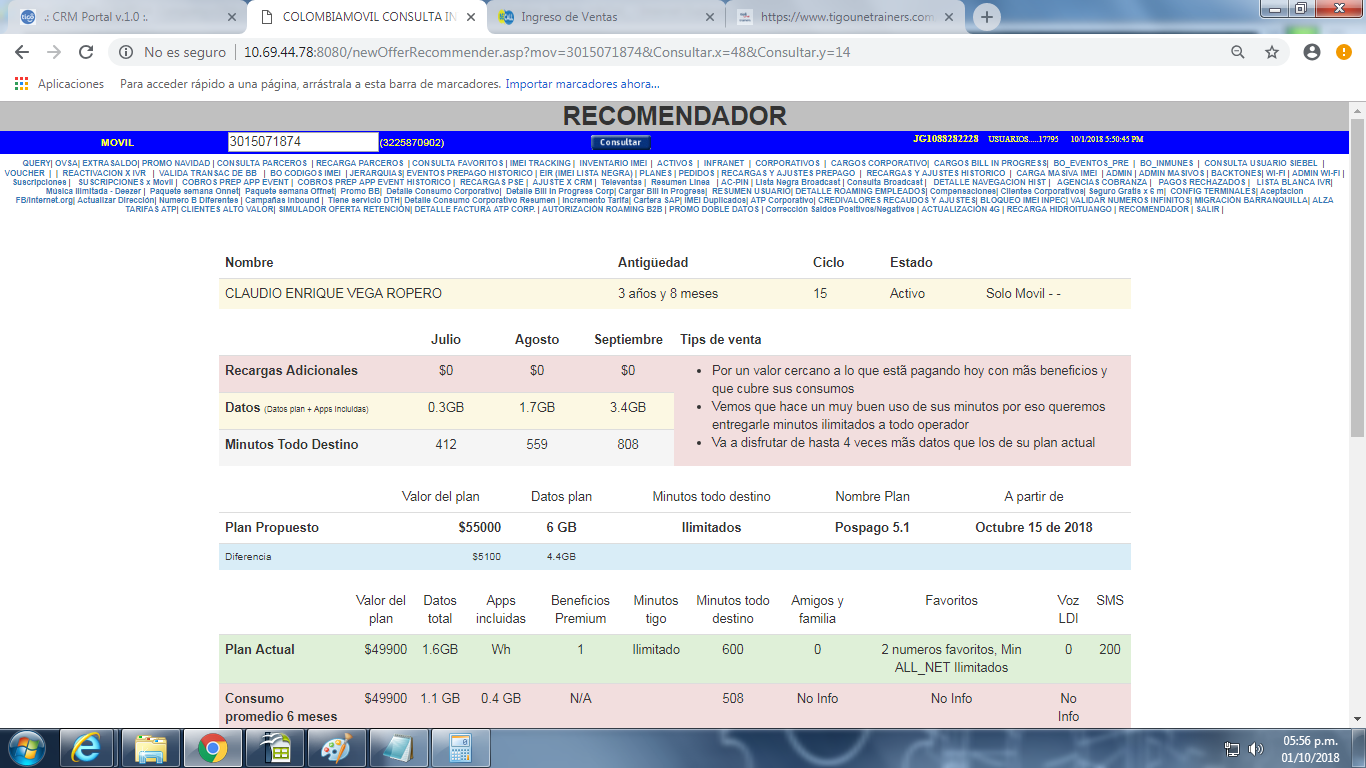 .: CRM Portal v.1.0 :.
COLOMBIAMOVIL CONSULTA IN
Ingreso de Ventas
https://www.tigounetrainers.com
No es seguro | 10.69.44.78:8080/newOfferRecommender.asp?mov=3015071874&Consultar.x=48&Consultar.y=14
Aplicaciones Para acceder rápido a una página, arrástrala a esta barra de marcadores. Importar marcadores ahora...
RECOMENDADOR
MOVIL 3015071874 (3225870902) Consultar JG1088282228 USUARIOS.....17795 10/1/2018 5:50:45 PM
QUERY| OVSA| EXTRASALDO| PROMO NAVIDAD | CONSULTA PARCEROS | RECARGA PARCEROS | CONSULTA FAVORITOS | IMEI TRACKING | INVENTARIO IMEI | ACTIVOS | INFRANET | CORPORATIVOS | CARGOS CORPORATIVO| CARGOS BILL IN PROGRESS| BO_EVENTOS_PRE | BO_INMUNES | CONSULTA USUARIO SIEBEL |
VOUCHER | | REACTIVACION X IVR | VALIDA TRANSAC DE BB | BO CODIGOS IMEI | JERARQUIAS| EVENTOS PREPAGO HISTORICO | EIR (IMEI LISTA NEGRA) | PLANES | PEDIDOS | RECARGAS Y AJUSTES PREPAGO | RECARGAS Y AJUSTES HISTORICO | CARGA MASIVA IMEI | ADMIN | ADMIN MASIVOS | BACKTONES| WI-FI | ADMIN WI-FI |
Suscripciones | SUSCRIPCIONES x Movil | COBROS PREP APP EVENT | COBROS PREP APP EVENT HISTORICO | RECARGAS PSE | AJUSTE X CRM | Televentas | Resumen Linea | AC-PIN | Lista Negra Broadcast | Consulta Broadcast | DETALLE NAVEGACION HIST | AGENCIAS COBRANZA | PAGOS RECHAZADOS | LISTA BLANCA IVR|
Musica Ilimitada - Deezer| Paquete semana Onnet| Paquete semana Offnet| Promo BB| Detalle Consumo Corporativo| Detalle Bill In Progress Corp| Cargar Bill In Progress| RESUMEN USUARIO| DETALLE ROAMING EMPLEADOS| Compensaciones| Clientes Corporativos| Seguro Gratis x 6 m| CONFIG TERMINALES| Aceptacion
FB/Internet.org| Actualizar Dirección| Numero B Diferentes | Campañas Inbound | Tiene servicio DTH| Detalle Consumo Corporativo Resumen | Incremento Tarifa| Cartera SAP| IMEI Duplicados| ATP Corporativo| CREDIVALORES RECAUDOS Y AJUSTES| BLOQUEO IMEI INPEC| VALIDAR NUMEROS INFINITOS| MIGRACIÓN BARRANQUILLA| ALZA
TARIFAS ATP| CLIENTES ALTO VALOR| SIMULADOR OFERTA RETENCIÓN| DETALLE FACTURA ATP CORP. | AUTORIZACIÓN ROAMING B2B | PROMO DOBLE DATOS | Corrección Saldos Positivos/Negativos | ACTUALIZACIÓN 4G | RECARGA HIDROITUANGO | RECOMENDADOR | SALIR |
Nombre Antigüedad Ciclo Estado
CLAUDIO ENRIQUE VEGA ROPERO 3 años y 8 meses 15 Activo Solo Movil - -
Julio Agosto Septiembre Tips de venta
Recargas Adicionales $0 $0 $0
Datos (Datos plan + Apps Incluidas) 0.3GB 1.7GB 3.4GB
Minutos Todo Destino 412 559 808
• Por un valor cercano a lo que estã pagando hoy con mãs beneficios y
que cubre sus consumos
• Vemos que hace un muy buen uso de sus minutos por eso queremos
entregarle minutos ilimitados a todo operador
• Va a disfrutar de hasta 4 veces mãs datos que los de su plan actual
Valor del plan Datos plan Minutos todo destino Nombre Plan A partir de
Plan Propuesto $55000 6 GB Ilimitados Pospago 5.1 Octubre 15 de 2018
Diferencia $5100 4.4GB
Valor del plan Datos total Apps incluidas Beneficios Premium Minutos tigo Minutos todo destino Amigos y familia Favoritos Voz LDI SMS
Plan Actual $49900 1.6GB Wh 1 Ilimitado 600 0 2 numeros favoritos, Min ALL_NET Ilimitados 0 200
Consumo promedio 6 meses $49900 1.1 GB 0.4 GB N/A 508 No Info No Info No Info
05:56 p.m.
01/10/2018